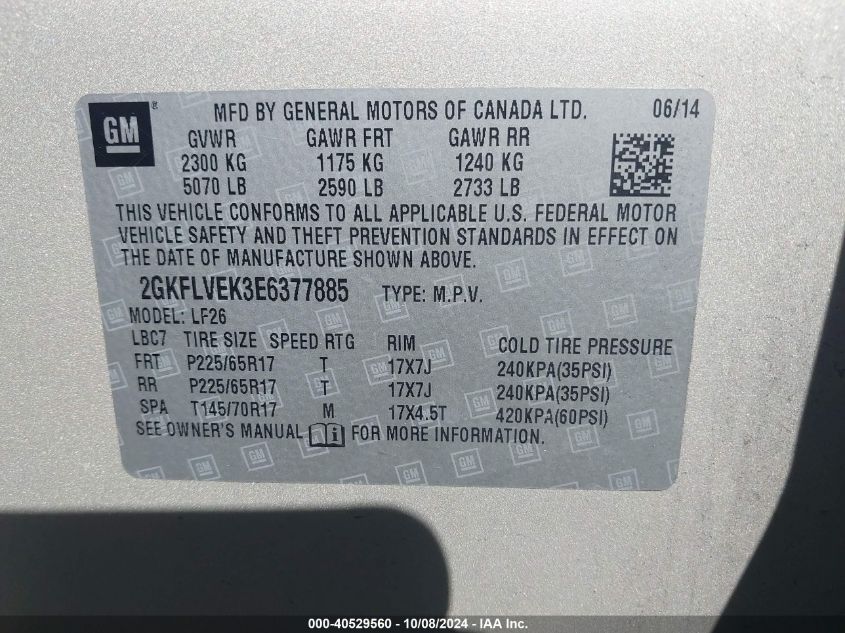 GM ® MFD BY GENERAL MOTORS OF CANADA LTD. 06/14
GVWR GAWR FRT GAWR RR
2300 KG 1175 KG 1240 KG
5070 LB 2590 LB 2733 LB
THIS VEHICLE CONFORMS TO ALL APPLICABLE U.S. FEDERAL MOTOR
VEHICLE SAFETY AND THEFT PREVENTION STANDARDS IN EFFECT ON
THE DATE OF MANUFACTURE SHOWN ABOVE.
2GKFLVEK3E6377885 TYPE: M.P.V.
MODEL: LF26
LBC7 TIRE SIZE SPEED RTG RIM COLD TIRE PRESSURE
FRT P225/65R17 T 17X7J 240KPA(35PSI)
RR P225/65R17 T 17X7J 240KPA(35PSI)
SPA T145/70R17 M 17X4.5T 420KPA(60PSI)
SEE OWNER'S MANUAL i FOR MORE INFORMATION.
000-40529560 - 10/08/2024 - IAA Inc.